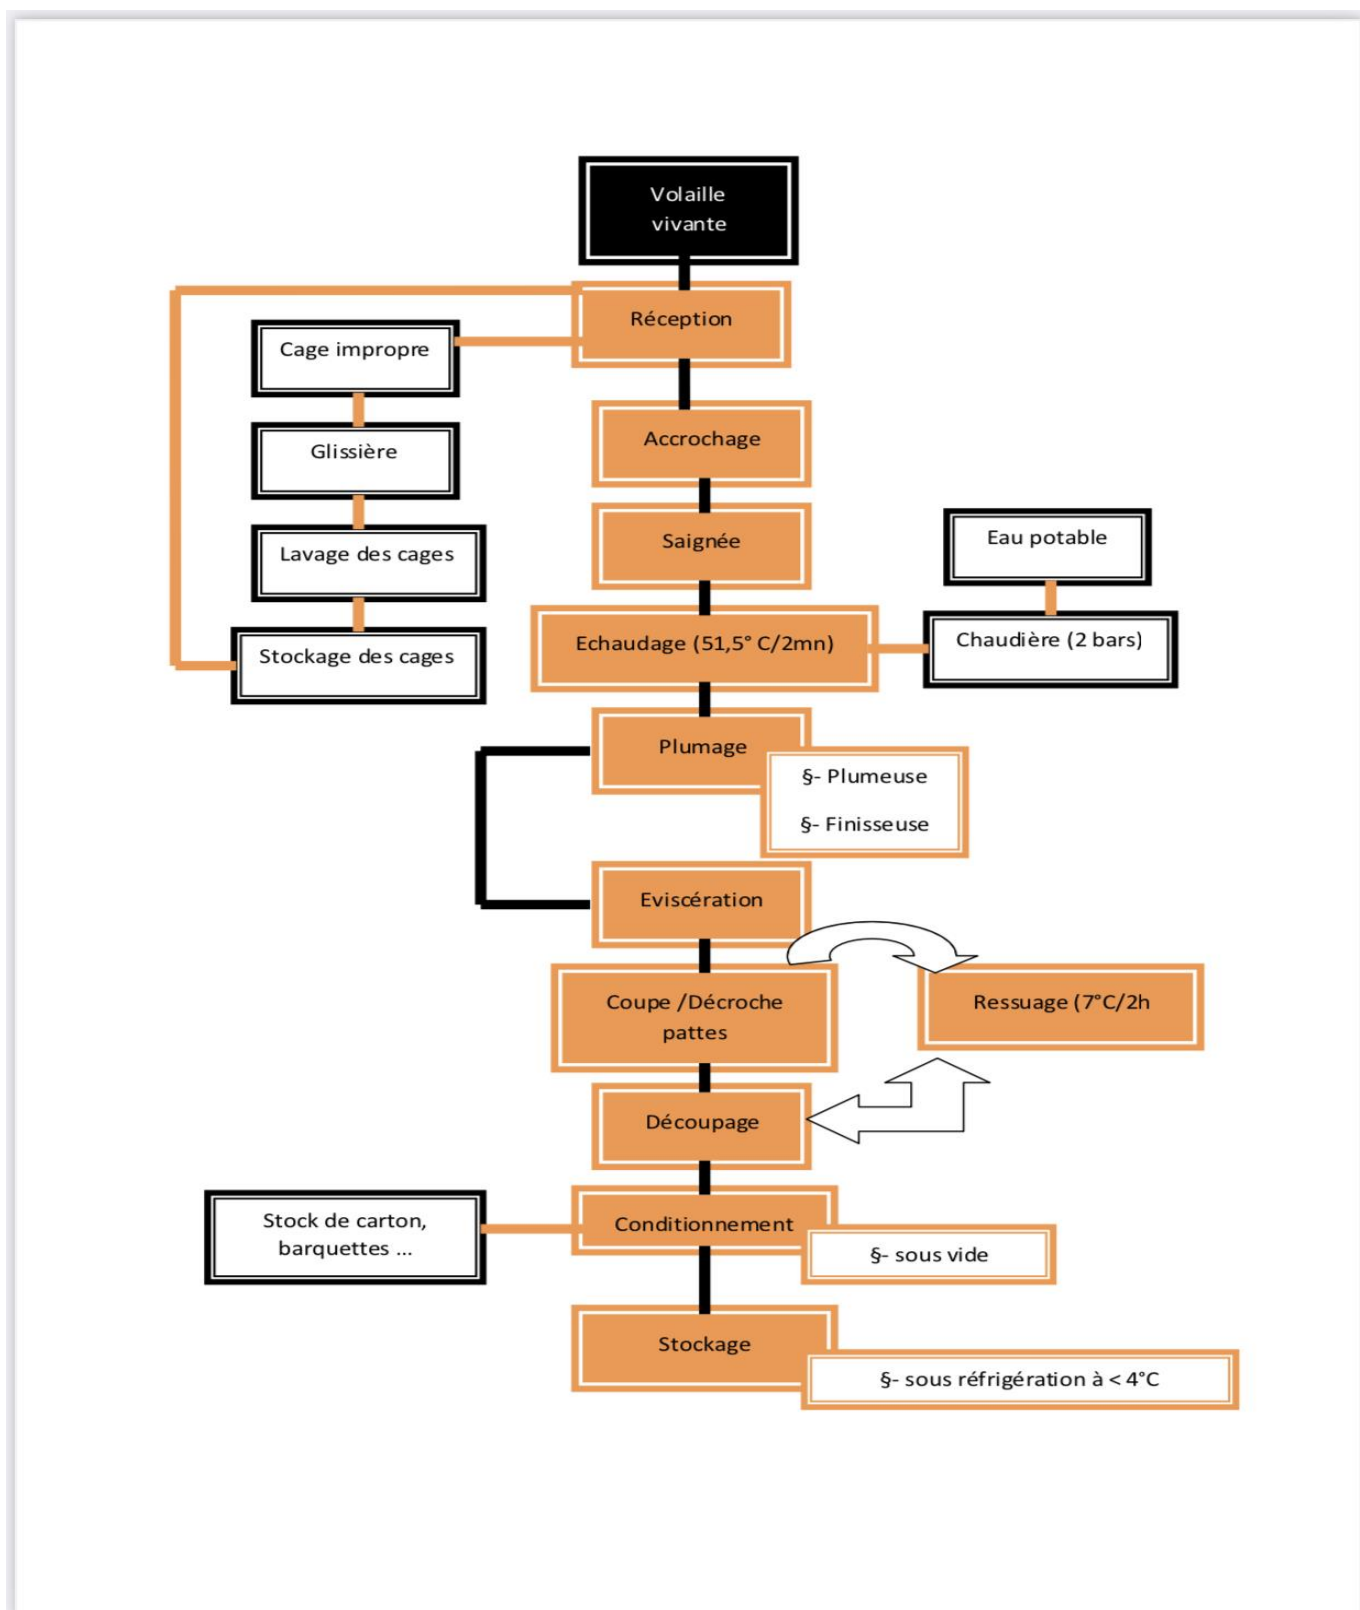 Volaille
vivante
Réception
Cage impropre
Accrochage
Glissière
Saignée
Eau potable
Lavage des cages
Echaudage (51,5° C/2mn)
Chaudière (2 bars)
Stockage des cages
Plumage
§- Plumeuse
§- Finisseuse
Eviscération
Coupe /Décroche
pattes
Ressuage (7°C/2h
Découpage
Conditionnement
Stock de carton,
barquettes ...
§- sous vide
Stockage
§- sous réfrigération à < 4°C